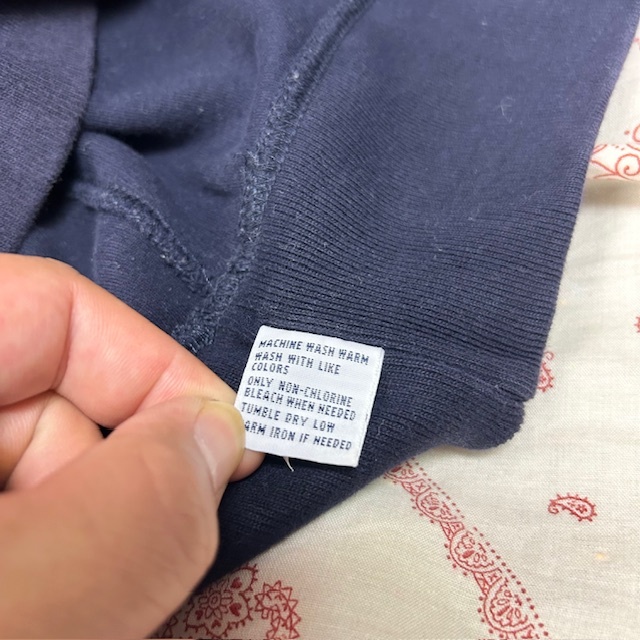 MACHINE WASH WARM
WASH WITH LIKE
COLORS
ONLY NON-CHLORINE
BLEACH WHEN NEEDED
TUMBLE DRY LOW
ARM IRON IF NEEDED